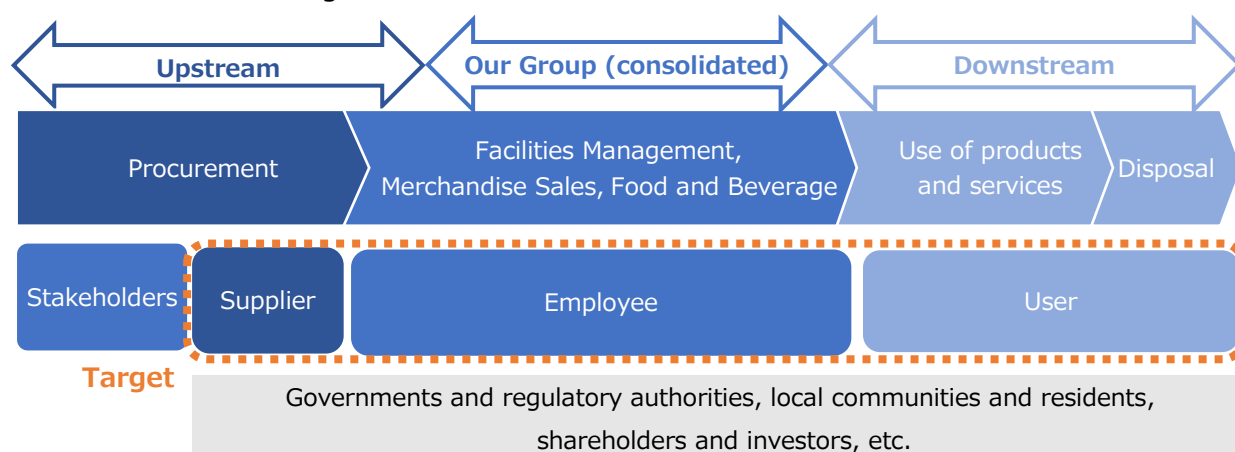 Upstream
Our Group (consolidated)
Downstream
Procurement
Facilities Management,
Merchandise Sales, Food and Beverage
Use of products
and services
Disposal
Stakeholders
Supplier
Employee
User
Target
Governments and regulatory authorities, local communities and residents,
shareholders and investors, etc.